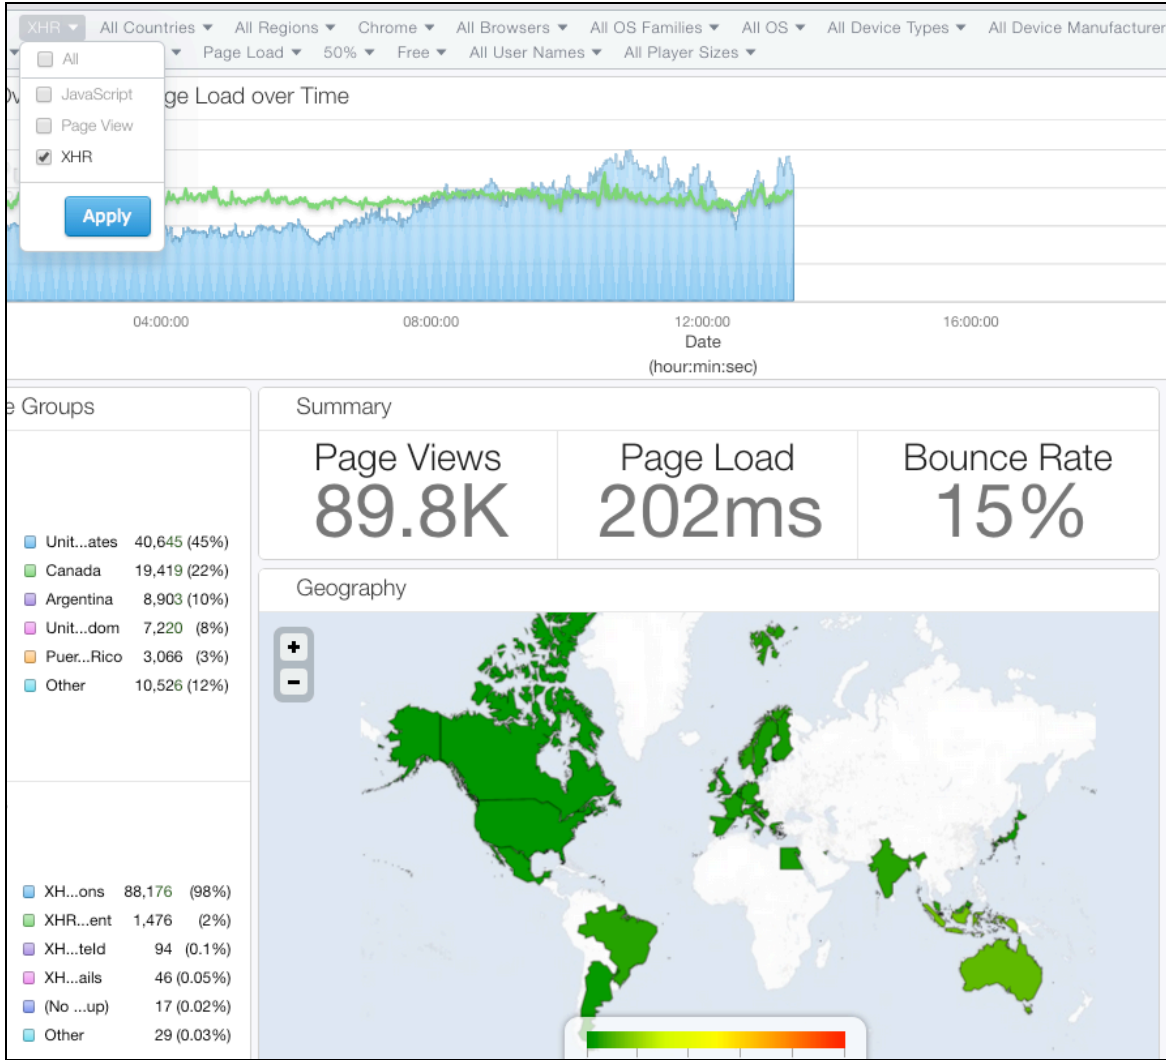 XHR All Countries All Regions Chrome All Browsers All OS Families All OS All Device Types All Device Manufacturer
Page Load 50% Free All User Names All Player Sizes
All
JavaScript
Page View
XHR
Apply
ge Load over Time
04:00:00 08:00:00 12:00:00 16:00:00
Date
(hour:min:sec)
e Groups
Unit...ates 40,645 (45%)
Canada 19,419 (22%)
Argentina 8,903 (10%)
Unit...dom 7,220 (8%)
Puer...Rico 3,066 (3%)
Other 10,526 (12%)
XH...ons 88,176 (98%)
XHR...ent 1,476 (2%)
XH...teld 94 (0.1%)
XH...ails 46 (0.05%)
(No ...up) 17 (0.02%)
Other 29 (0.03%)
Summary
Page Views
89.8K
Page Load
202ms
Bounce Rate
15%
Geography
+
-